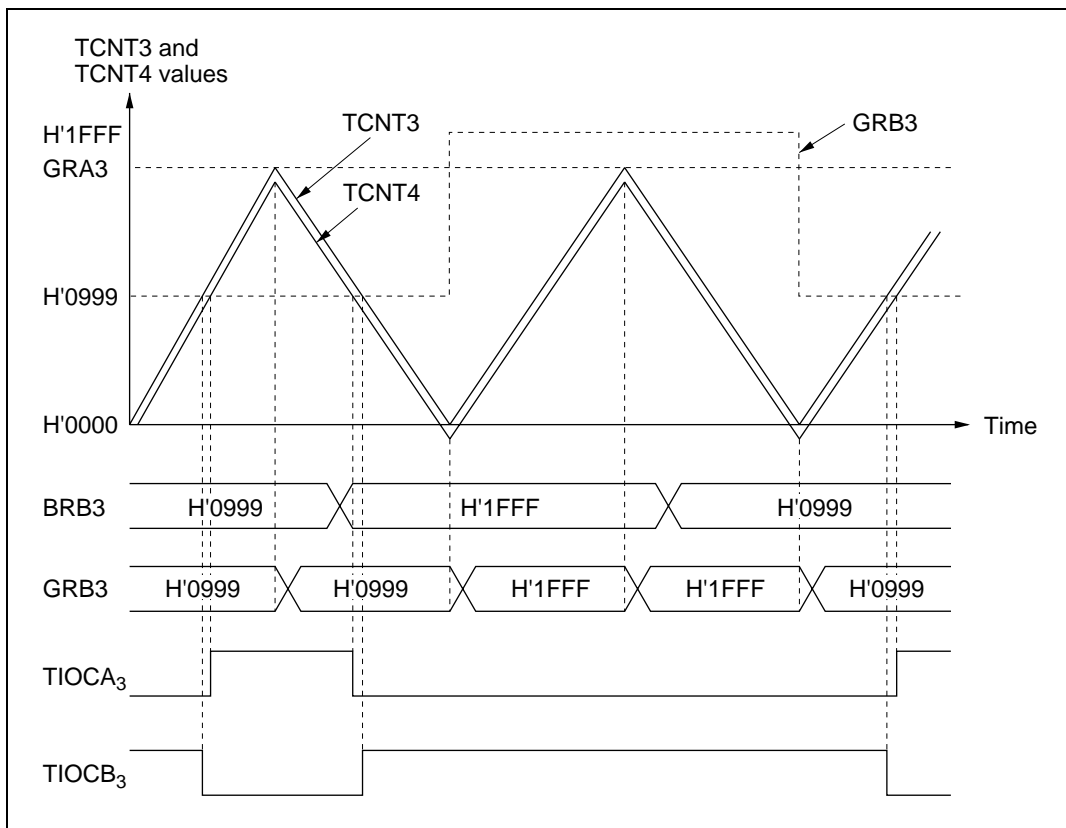 TCNT3 and
TCNT4 values
H'1FFF
TCNT3
GRB3
GRA3
TCNT4
H'0999
H'0000
Time
BRB3
H'0999
H'1FFF
H'0999
GRB3
H'0999
H'0999
H'1FFF
H'1FFF
H'0999
TIOCA3
TIOCB3